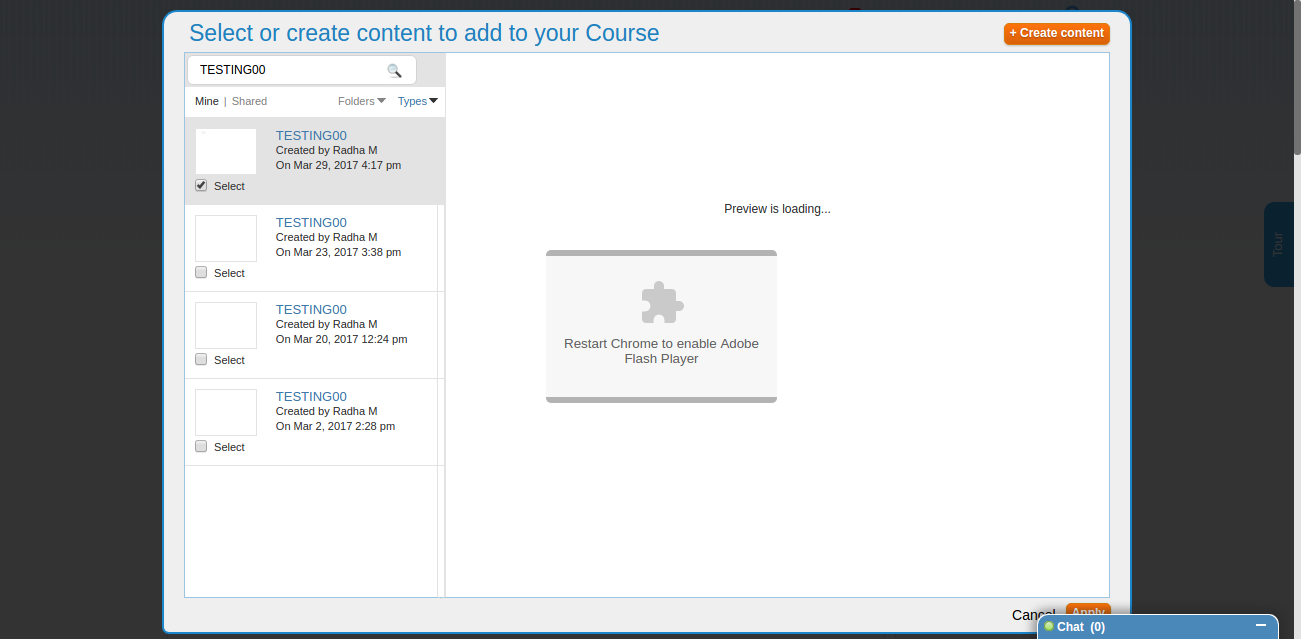 Select or create content to add to your Course
+ Create content
TESTING00
Mine | Shared
Folders
Types
TESTING00
Created by Radha M
On Mar 29, 2017 4:17 pm
Select
TESTING00
Created by Radha M
On Mar 23, 2017 3:38 pm
Select
TESTING00
Created by Radha M
On Mar 20, 2017 12:24 pm
Select
TESTING00
Created by Radha M
On Mar 2, 2017 2:28 pm
Select
Preview is loading...
Restart Chrome to enable Adobe
Flash Player
Tour
Cancel
Apply
Chat (0)